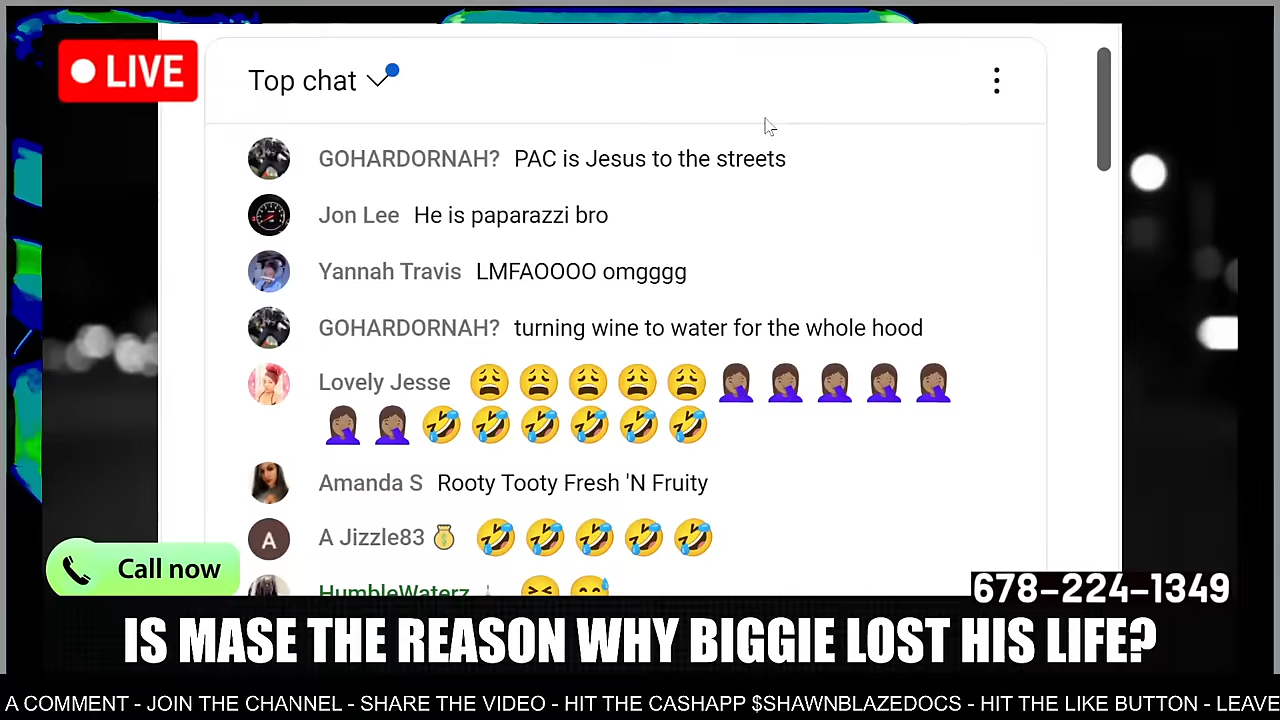 LIVE
Top chat
GOHARDORNAH? PAC is Jesus to the streets
Jon Lee He is paparazzi bro
Yannah Travis LMFAOOOO omgggg
GOHARDORNAH? turning wine to water for the whole hood
Lovely Jesse 😩😩😩😩😩🤦🏽‍♀️🤦🏽‍♀️🤦🏽‍♀️🤦🏽‍♀️🤦🏽‍♀️
🤦🏽‍♀️🤦🏽‍♀️🤣🤣🤣🤣🤣🤣
Amanda S Rooty Tooty Fresh 'N Fruity
A
A Jizzle83💰 🤣🤣🤣🤣🤣
HumbleWaterz
Call now
678-224-1349
IS MASE THE REASON WHY BIGGIE LOST HIS LIFE?
A COMMENT - JOIN THE CHANNEL - SHARE THE VIDEO - HIT THE CASHAPP $SHAWNBLAZEDOCS - HIT THE LIKE BUTTON - LEAVE